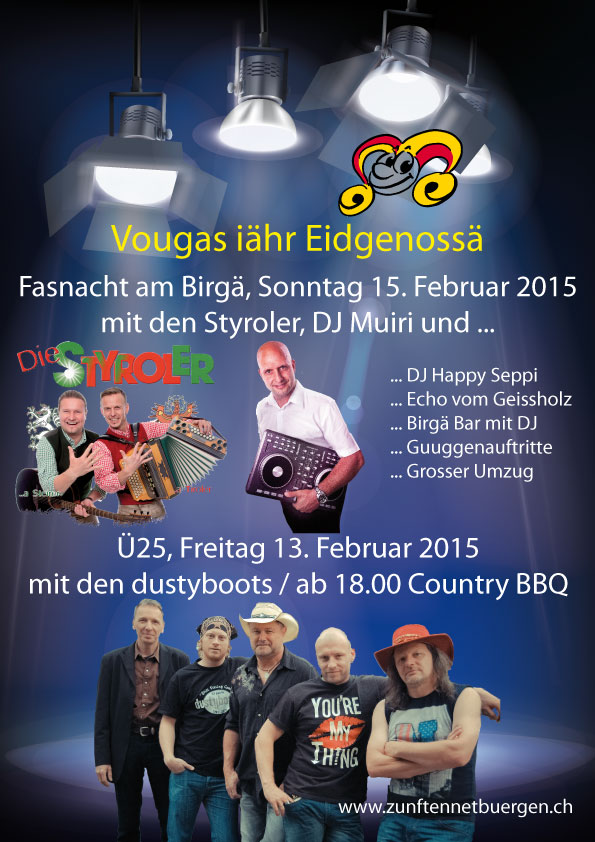 Vougas iähr Eidgenossä
Fasnacht am Birgä, Sonntag 15. Februar 2015
mit den Styroler, DJ Muiri und ...
Die STYROLER
... DJ Happy Seppi
... Echo vom Geissholz
... Birgä Bar mit DJ
... Guuggenauftritte
... Grosser Umzug
Ü25, Freitag 13. Februar 2015
mit den dustyboots / ab 18.00 Country BBQ
YOU'RE
MY
THING
www.zunftennetbuergen.ch